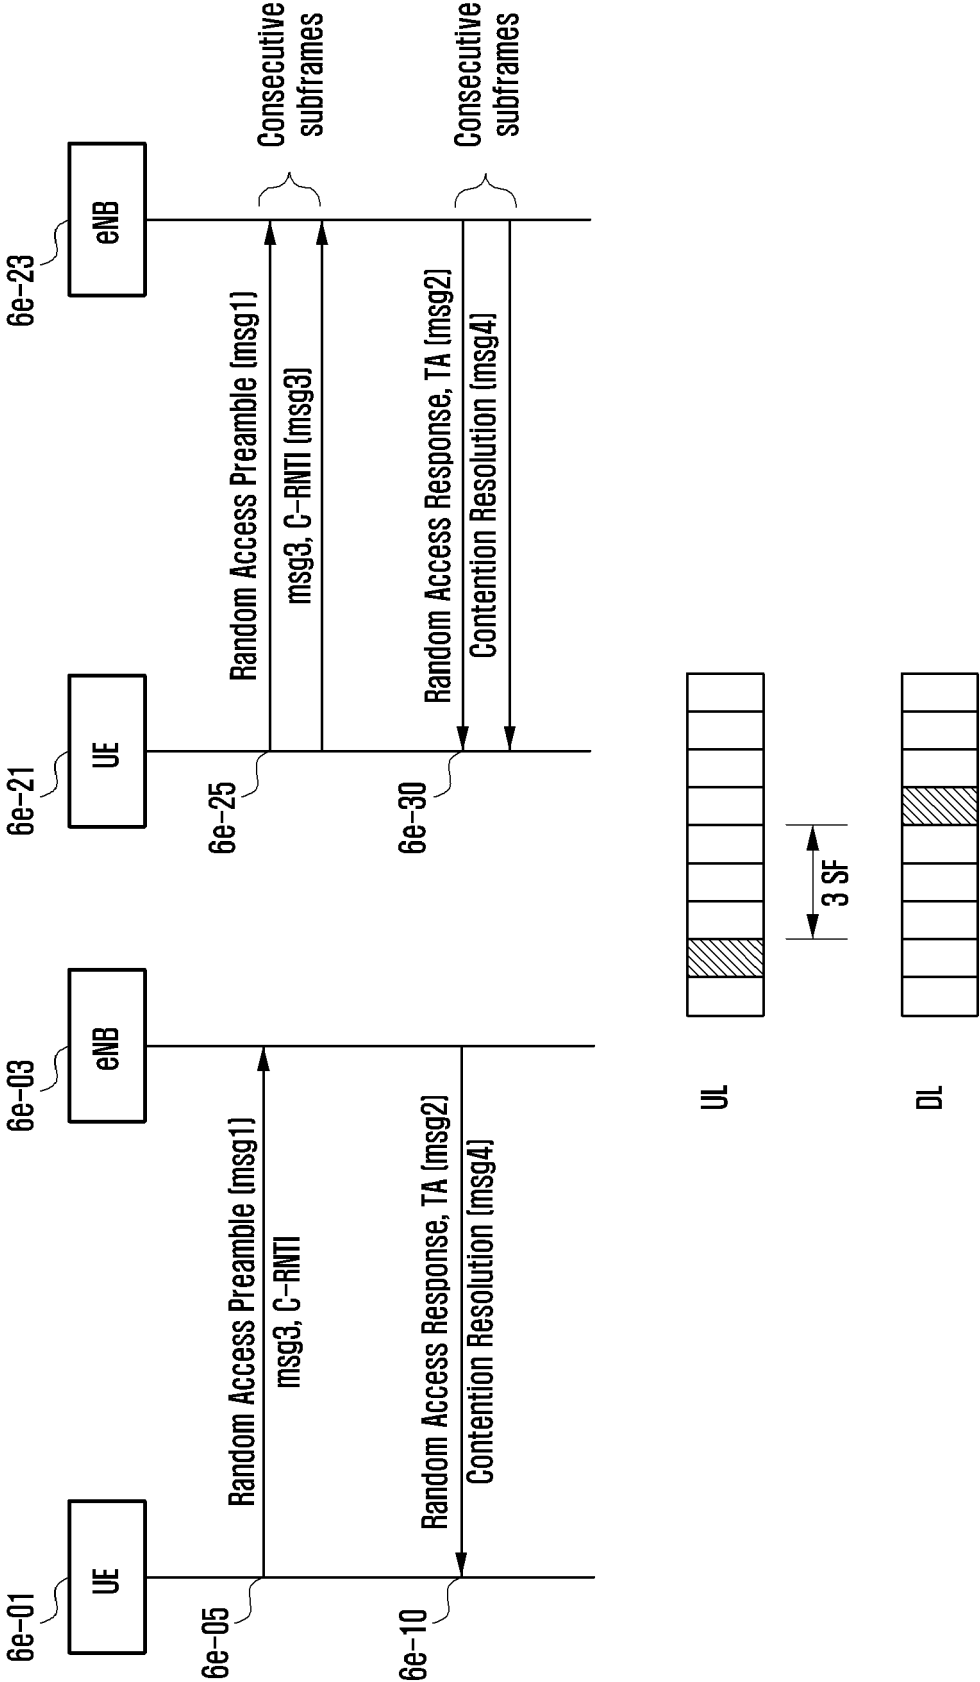 6e-01
UE
6e-03
eNB
6e-05
Random Access Preamble (msg1)
msg3, C-RNTI
6e-10
Random Access Response, TA (msg2)
Contention Resolution (msg4)
6e-21
UE
6e-23
eNB
6e-25
Random Access Preamble (msg1)
msg3, C-RNTI (msg3)
Consecutive
subframes
6e-30
Random Access Response, TA (msg2)
Contention Resolution (msg4)
Consecutive
subframes
UL
3 SF
DL